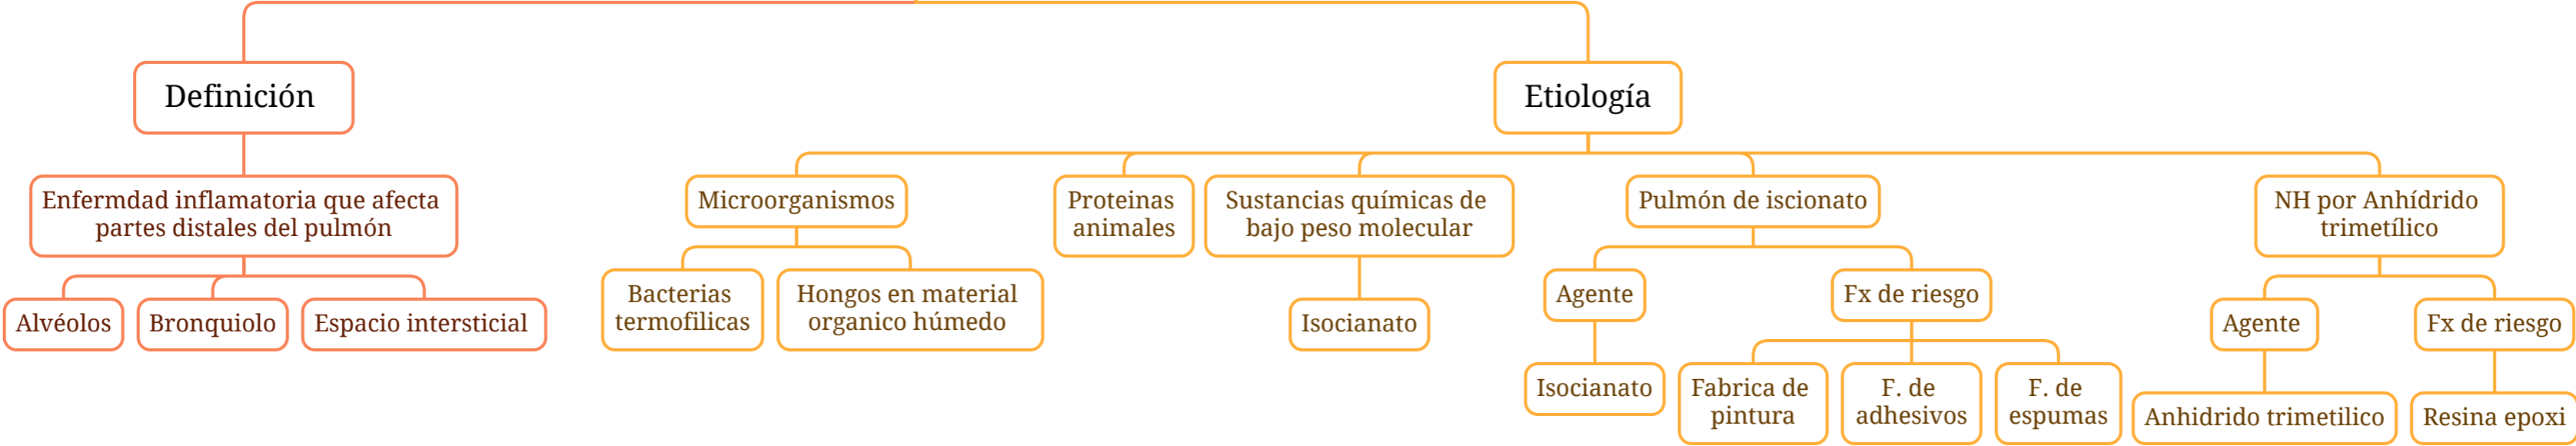 Definición
Enfermdad inflamatoria que afecta
partes distales del pulmón
Alvéolos
Bronquiolo
Espacio intersticial
Etiología
Microorganismos
Bacterias
termofilicas
Hongos en material
organico húmedo
Proteinas
animales
Sustancias químicas de
bajo peso molecular
Isocianato
Pulmón de iscionato
Agente
Isocianato
Fx de riesgo
Fabrica de
pintura
F. de
adhesivos
F. de
espumas
NH por Anhídrido
trimetílico
Agente
Anhidrido trimetilico
Fx de riesgo
Resina epoxi